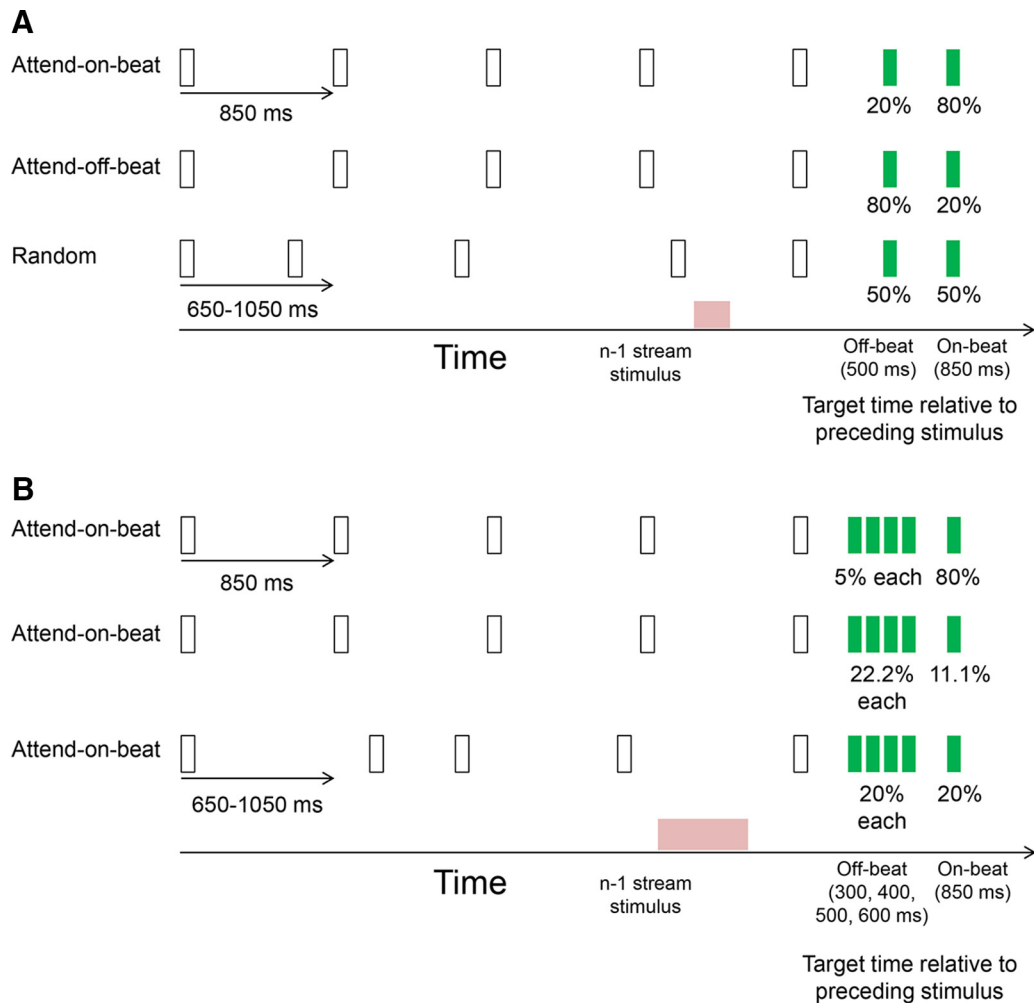 A
Attend-on-beat
850 ms
20% 80%
Attend-off-beat
80% 20%
Random
650-1050 ms
50% 50%
Time
n-1 stream
stimulus
Off-beat
(500 ms)
On-beat
(850 ms)
Target time relative to
preceding stimulus
B
Attend-on-beat
850 ms
5% each 80%
Attend-on-beat
22.2%
each
11.1%
Attend-on-beat
650-1050 ms
20%
each
20%
Time
n-1 stream
stimulus
Off-beat
(300, 400,
500, 600 ms)
On-beat
(850 ms)
Target time relative to
preceding stimulus